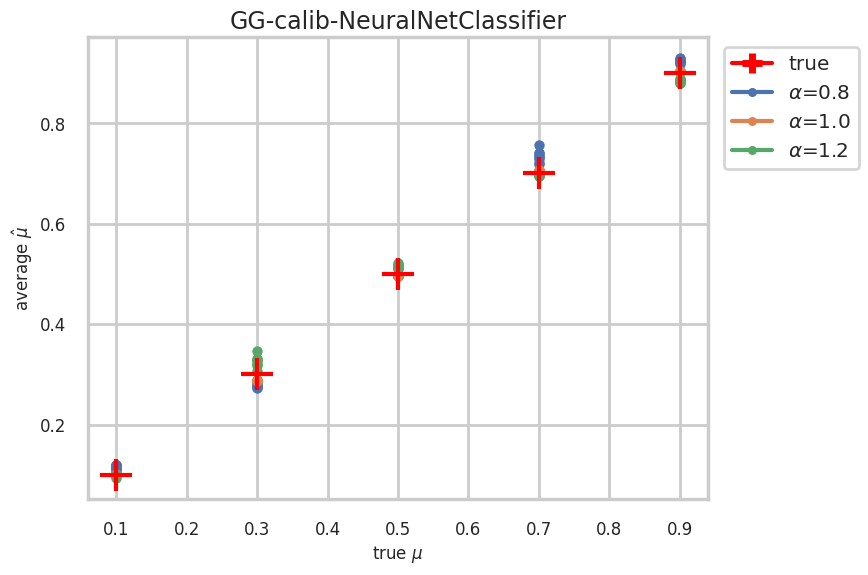 GG-calib-NeuralNetClassifier
true
α=0.8
α=1.0
α=1.2
average μ̂
0.8
0.6
0.4
0.2
0.1 0.2 0.3 0.4 0.5 0.6 0.7 0.8 0.9
true μ